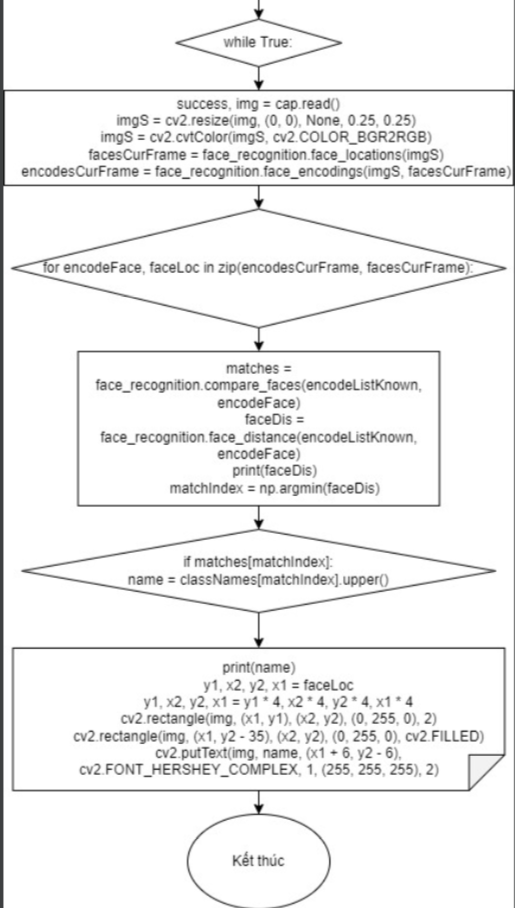 while True:
success, img = cap.read()
imgS = cv2.resize(img, (0, 0), None, 0.25, 0.25)
imgS = cv2.cvtColor(imgS, cv2.COLOR_BGR2RGB)
facesCurFrame = face_recognition.face_locations(imgS)
encodesCurFrame = face_recognition.face_encodings(imgS, facesCurFrame)
for encodeFace, faceLoc in zip(encodesCurFrame, facesCurFrame):
matches =
face_recognition.compare_faces(encodeListKnown,
encodeFace)
faceDis =
face_recognition.face_distance(encodeListKnown,
encodeFace)
print(faceDis)
matchIndex = np.argmin(faceDis)
if matches[matchIndex]:
name = classNames[matchIndex].upper()
print(name)
y1, x2, y2, x1 = faceLoc
y1, x2, y2, x1 = y1 * 4, x2 * 4, y2 * 4, x1 * 4
cv2.rectangle(img, (x1, y1), (x2, y2), (0, 255, 0), 2)
cv2.rectangle(img, (x1, y2 - 35), (x2, y2), (0, 255, 0), cv2.FILLED)
cv2.putText(img, name, (x1 + 6, y2 - 6),
cv2.FONT_HERSHEY_COMPLEX, 1, (255, 255, 255), 2)
Kết thúc